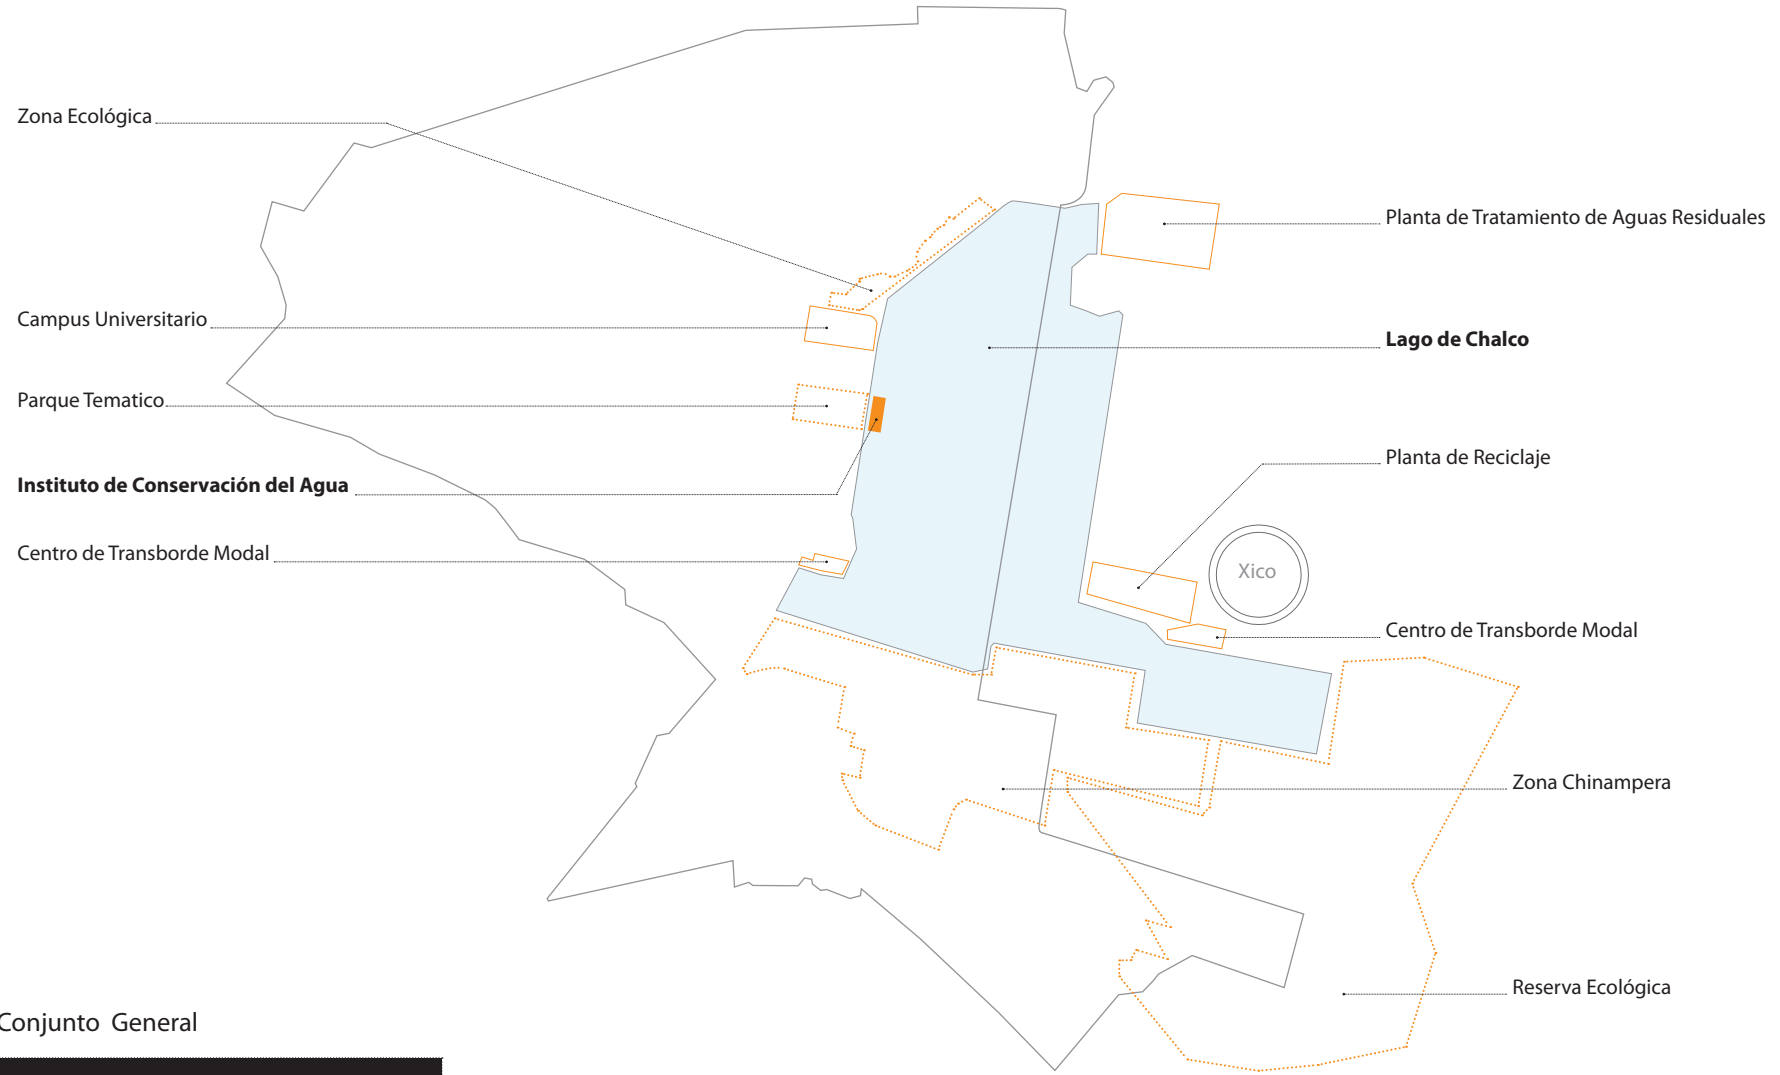 Zona Ecológica
Planta de Tratamiento de Aguas Residuales
Campus Universitario
Lago de Chalco
Parque Tematico
Planta de Reciclaje
Instituto de Conservación del Agua
Centro de Transborde Modal
Xico
Centro de Transborde Modal
Zona Chinampera
Reserva Ecológica
Conjunto General